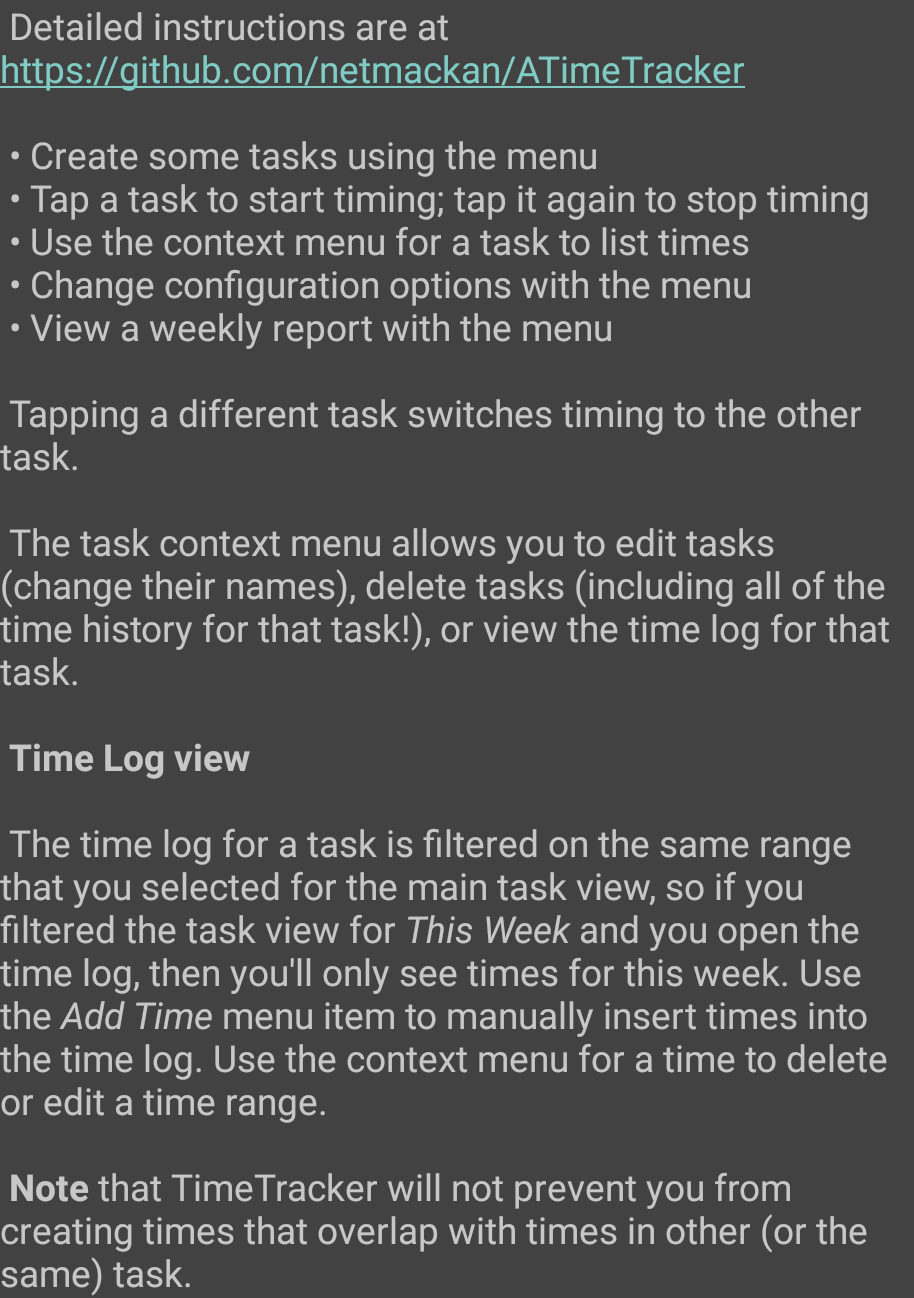 Detailed instructions are at
https://github.com/netmackan/ATimeTracker
• Create some tasks using the menu
• Tap a task to start timing; tap it again to stop timing
• Use the context menu for a task to list times
• Change configuration options with the menu
• View a weekly report with the menu
Tapping a different task switches timing to the other
task.
The task context menu allows you to edit tasks
(change their names), delete tasks (including all of the
time history for that task!), or view the time log for that
task.
Time Log view
The time log for a task is filtered on the same range
that you selected for the main task view, so if you
filtered the task view for This Week and you open the
time log, then you'll only see times for this week. Use
the Add Time menu item to manually insert times into
the time log. Use the context menu for a time to delete
or edit a time range.
Note that TimeTracker will not prevent you from
creating times that overlap with times in other (or the
same) task.